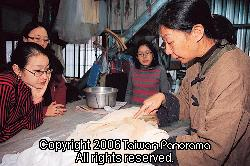 Copyright © 2006 Taiwan Panorama
All rights reserved.